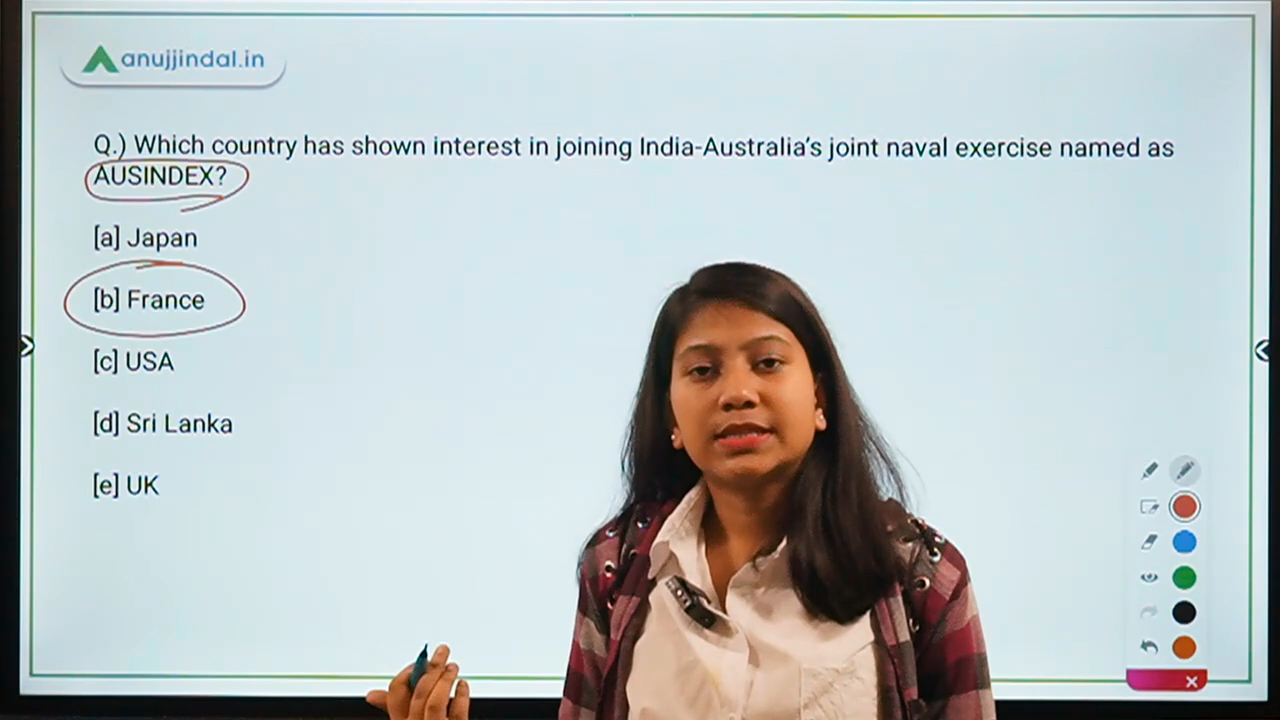 anujjindal.in
Q.) Which country has shown interest in joining India-Australia's joint naval exercise named as
AUSINDEX?
[a] Japan
[b] France
[c] USA
[d] Sri Lanka
[e] UK